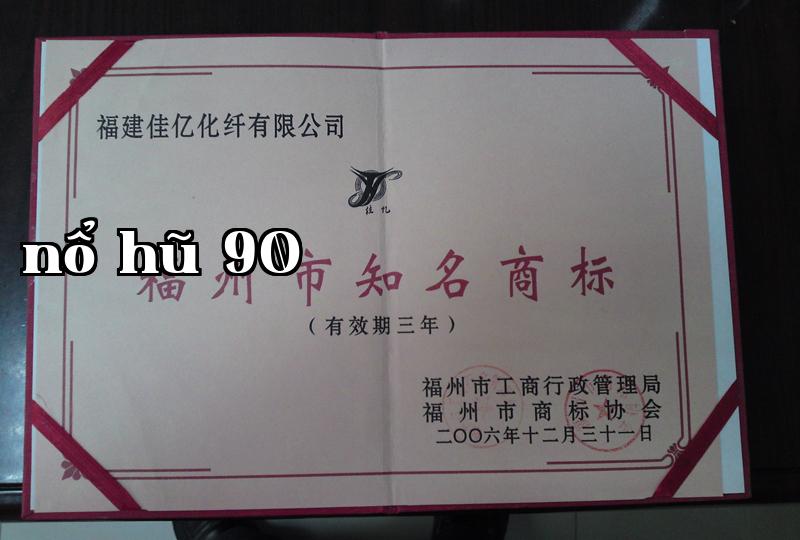 福建佳亿化纤有限公司
佳亿
nổ hũ 90
福州市知名商标
（有效期三年）
福州市工商行政管理局
福州市商标协会
二〇〇六年十二月三十一日